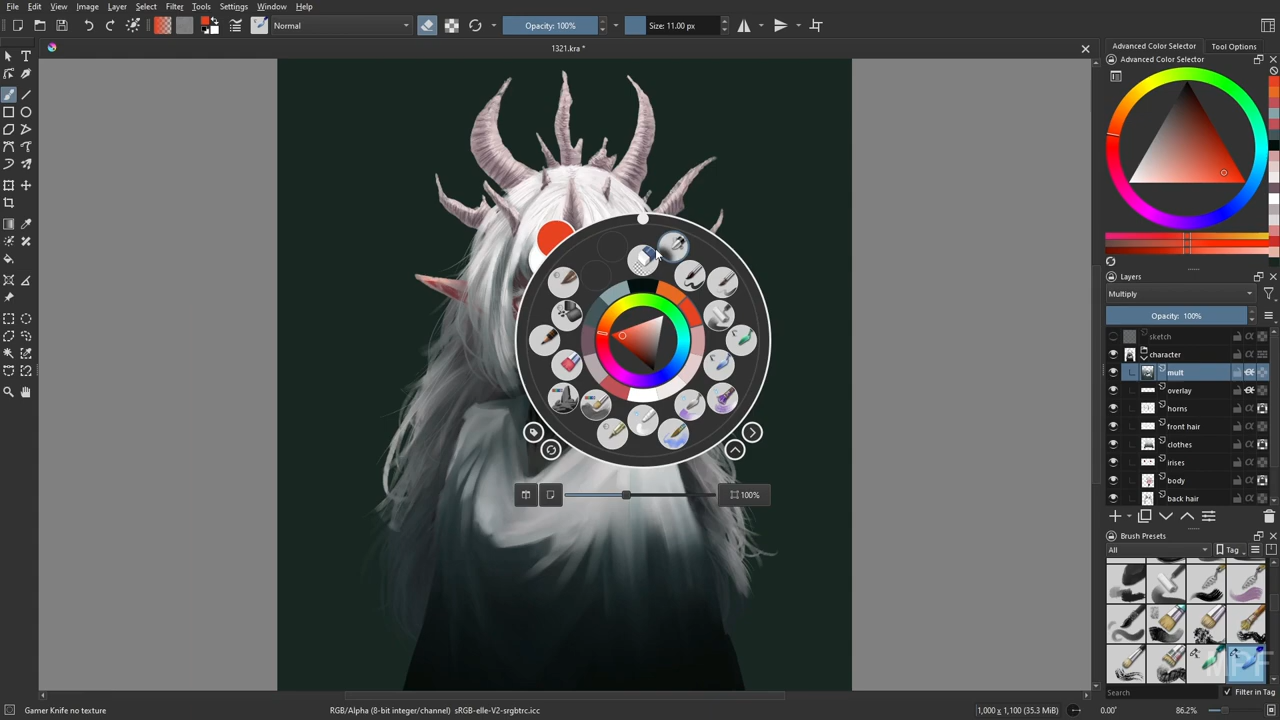 File Edit View Image Layer Select Filter Tools Settings Window Help
Normal
Opacity: 100%
Size: 11.00 px
1321.kra *
Advanced Color Selector
Tool Options
Advanced Color Selector
Layers
Multiply
Opacity: 100%
sketch
character
mult
overlay
horns
front hair
clothes
irises
body
back hair
100%
Brush Presets
All
Tag
Search
Filter in Tag
MPF
Gamer Knife no texture
RGB/Alpha (8-bit integer/channel) sRGB-elle-V2-srgbtrc.icc
1,000 x 1,100 (35.3 MiB)
0.00°
86.2%